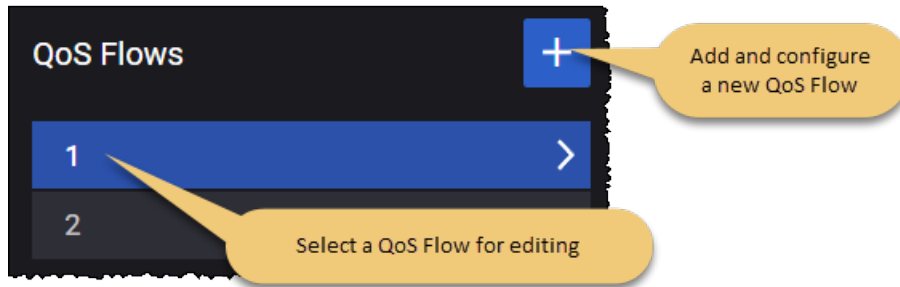 QoS Flows
+
Add and configure
a new QoS Flow
1
2
Select a QoS Flow for editing